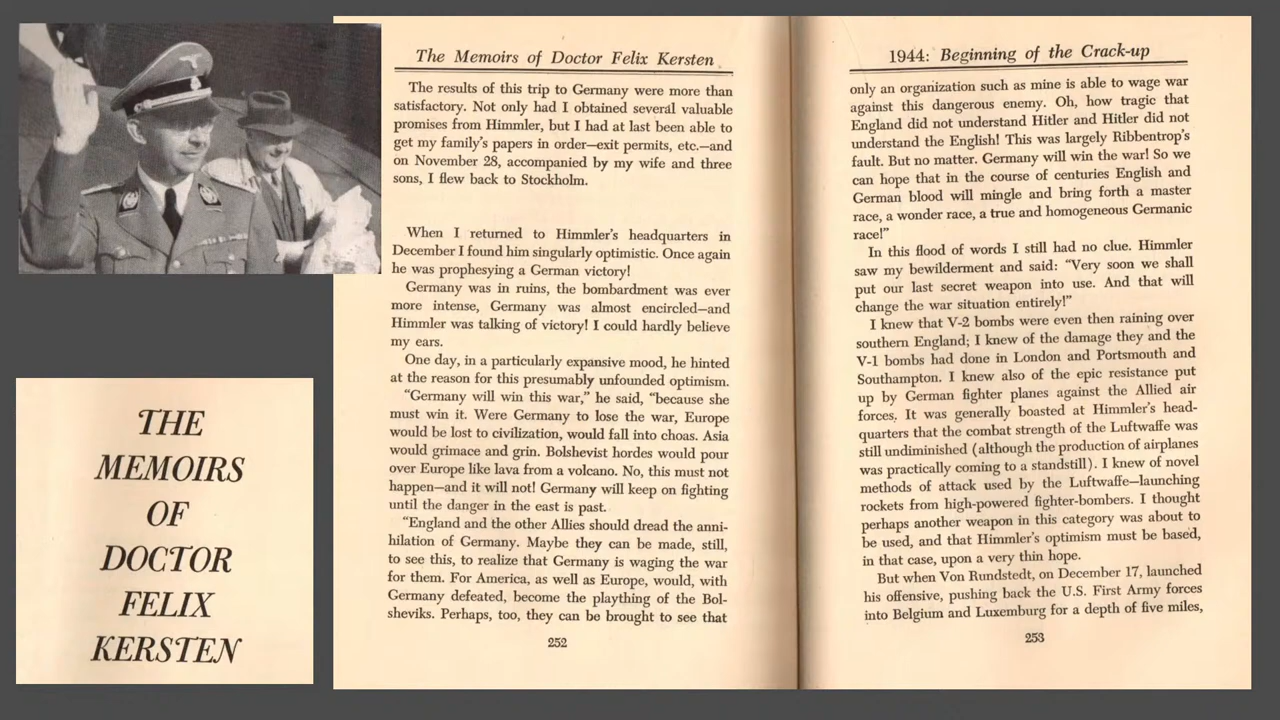 The Memoirs of Doctor Felix Kersten
The results of this trip to Germany were more than
satisfactory. Not only had I obtained several valuable
promises from Himmler, but I had at last been able to
get my family's papers in order—exit permits, etc.—and
on November 28, accompanied by my wife and three
sons, I flew back to Stockholm.
When I returned to Himmler's headquarters in
December I found him singularly optimistic. Once again
he was prophesying a German victory!
Germany was in ruins, the bombardment was ever
more intense, Germany was almost encircled—and
Himmler was talking of victory! I could hardly believe
my ears.
One day, in a particularly expansive mood, he hinted
at the reason for this presumably unfounded optimism.
"Germany will win this war," he said, "because she
must win it. Were Germany to lose the war, Europe
would be lost to civilization, would fall into choas. Asia
would grimace and grin. Bolshevist hordes would pour
over Europe like lava from a volcano. No, this must not
happen—and it will not! Germany will keep on fighting
until the danger in the east is past.
"England and the other Allies should dread the anni-
hilation of Germany. Maybe they can be made, still,
to see this, to realize that Germany is waging the war
for them. For America, as well as Europe, would, with
Germany defeated, become the plaything of the Bol-
sheviks. Perhaps, too, they can be brought to see that
252
1944: Beginning of the Crack-up
only an organization such as mine is able to wage war
against this dangerous enemy. Oh, how tragic that
England did not understand Hitler and Hitler did not
understand the English! This was largely Ribbentrop's
fault. But no matter. Germany will win the war! So we
can hope that in the course of centuries English and
German blood will mingle and bring forth a master
race, a wonder race, a true and homogeneous Germanic
race!"
In this flood of words I still had no clue. Himmler
saw my bewilderment and said: "Very soon we shall
put our last secret weapon into use. And that will
change the war situation entirely!"
I knew that V-2 bombs were even then raining over
southern England; I knew of the damage they and the
V-1 bombs had done in London and Portsmouth and
Southampton. I knew also of the epic resistance put
up by German fighter planes against the Allied air
forces. It was generally boasted at Himmler's head-
quarters that the combat strength of the Luftwaffe was
still undiminished (although the production of airplanes
was practically coming to a standstill). I knew of novel
methods of attack used by the Luftwaffe—launching
rockets from high-powered fighter-bombers. I thought
perhaps another weapon in this category was about to
be used, and that Himmler's optimism must be based,
in that case, upon a very thin hope.
But when Von Rundstedt, on December 17, launched
his offensive, pushing back the U.S. First Army forces
into Belgium and Luxemburg for a depth of five miles,
253
THE
MEMOIRS
OF
DOCTOR
FELIX
KERSTEN